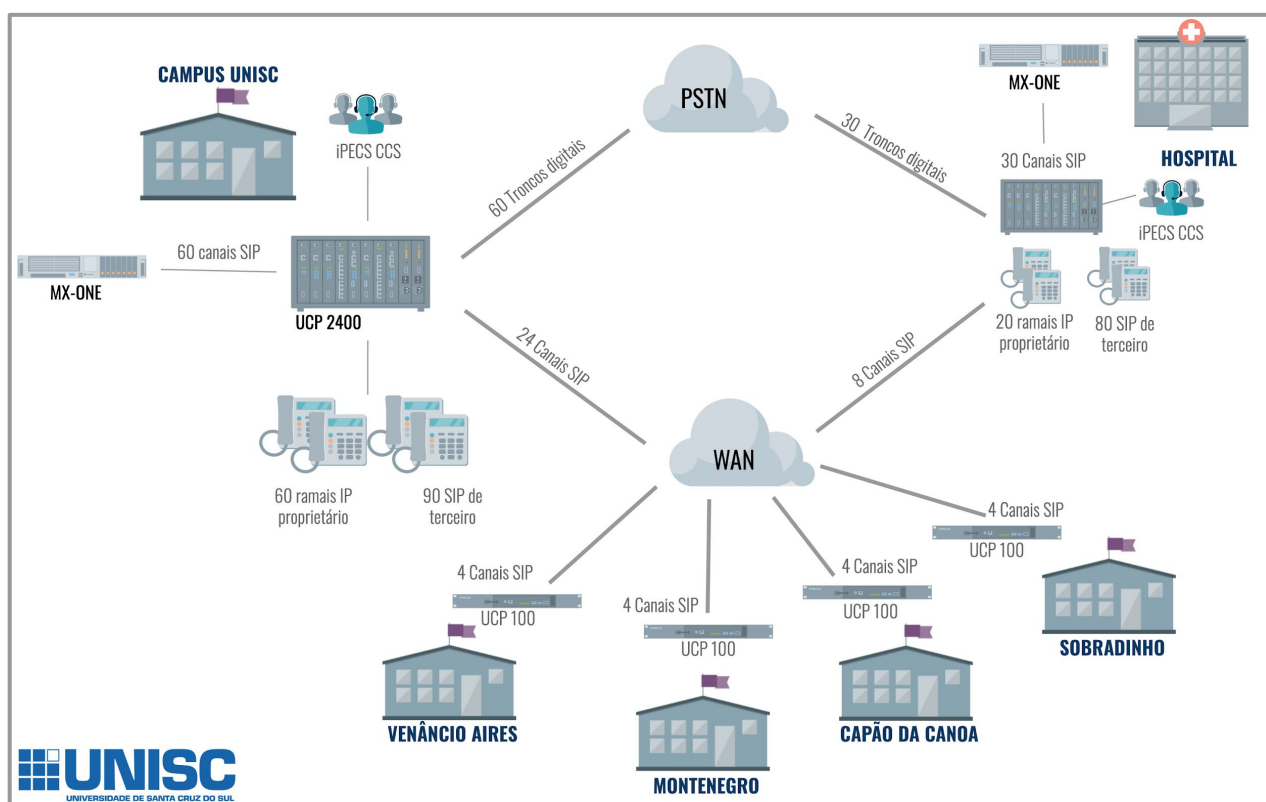 CAMPUS UNISC
iPECS CCS
60 canais SIP
MX-ONE
UCP 2400
60 ramais IP
proprietário
90 SIP de
terceiro
PSTN
60 Troncos digitais
30 Troncos digitais
MX-ONE
30 Canais SIP
HOSPITAL
iPECS CCS
20 ramais IP
proprietário
80 SIP de
terceiro
24 Canais SIP
8 Canais SIP
WAN
4 Canais SIP
UCP 100
VENÂNCIO AIRES
4 Canais SIP
UCP 100
MONTENEGRO
4 Canais SIP
UCP 100
CAPÃO DA CANOA
4 Canais SIP
UCP 100
SOBRADINHO
UNISC
UNIVERSIDADE DE SANTA CRUZ DO SUL